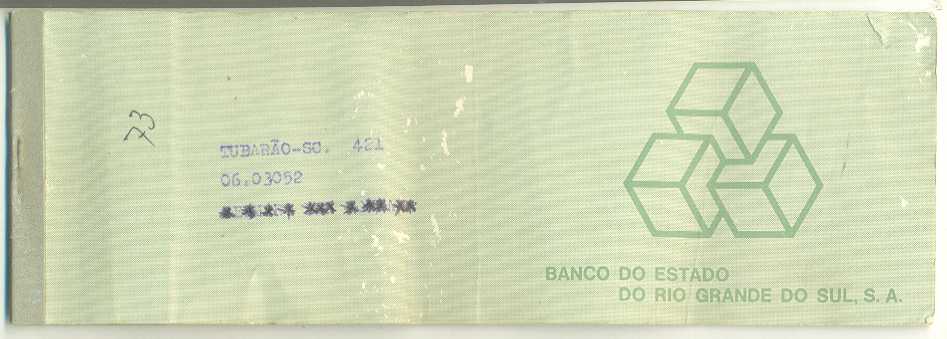 73
TUBARÃO-SC. 421
06.03052
BANCO DO ESTADO
DO RIO GRANDE DO SUL, S. A.